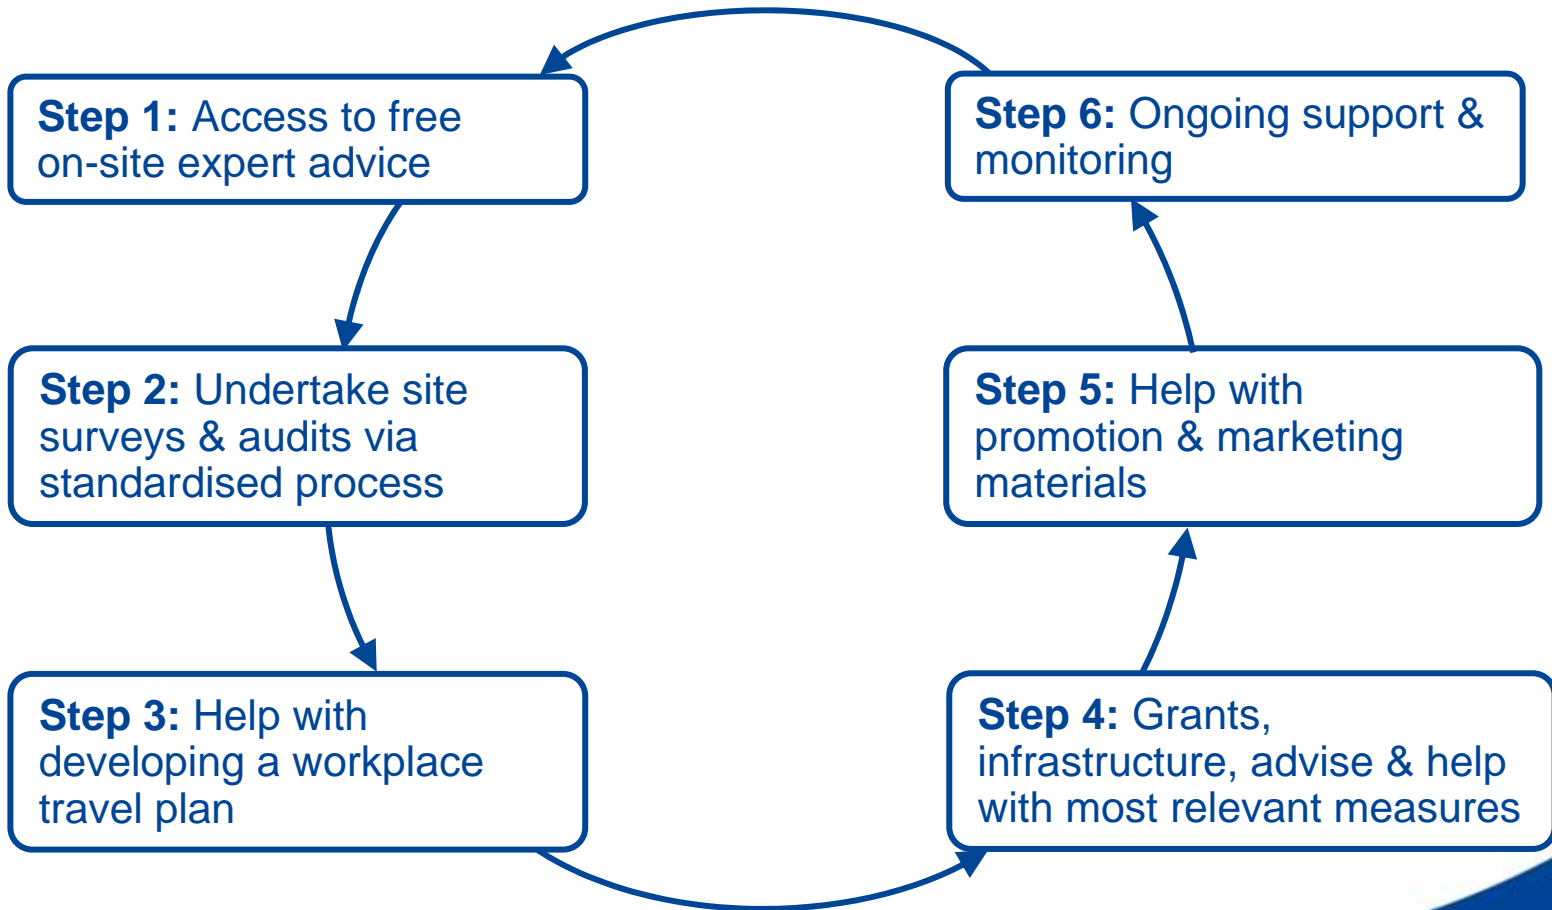 Step 1: Access to free
on-site expert advice
Step 2: Undertake site
surveys & audits via
standardised process
Step 3: Help with
developing a workplace
travel plan
Step 4: Grants,
infrastructure, advise & help
with most relevant measures
Step 5: Help with
promotion & marketing
materials
Step 6: Ongoing support &
monitoring